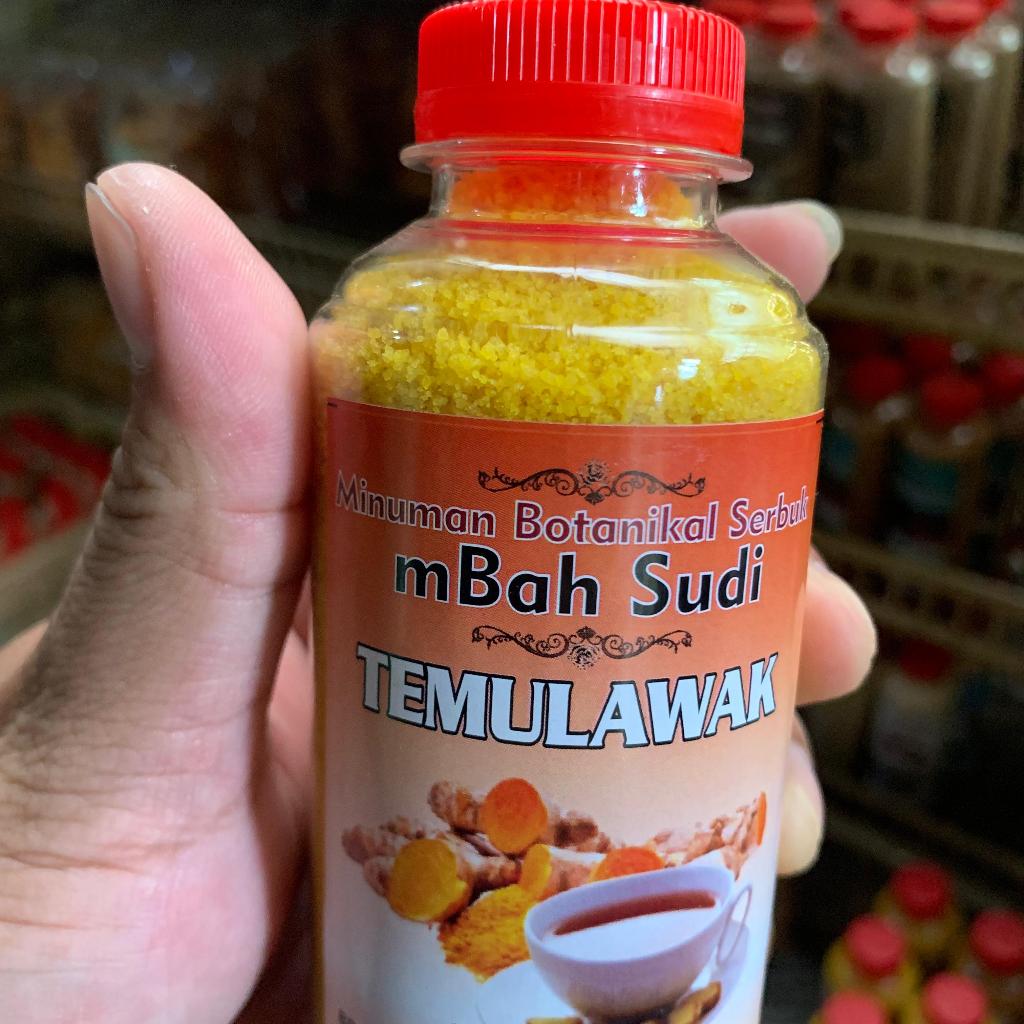 Minuman Botanikal Serbuk
mBah Sudi
TEMULAWAK